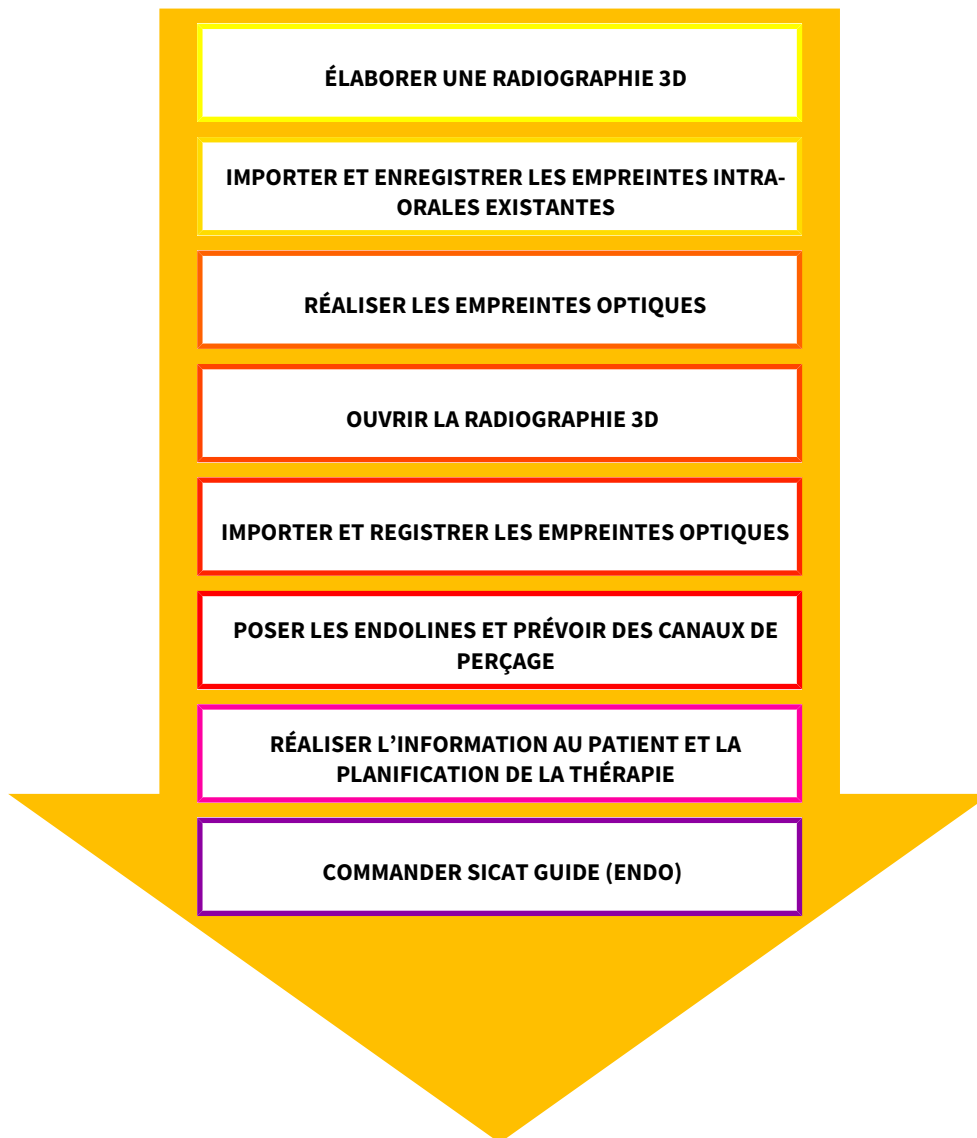 ÉLABORER UNE RADIOGRAPHIE 3D
IMPORTER ET ENREGISTRER LES EMPREINTES INTRA-
ORALES EXISTANTES
RÉALISER LES EMPREINTES OPTIQUES
OUVRIR LA RADIOGRAPHIE 3D
IMPORTER ET REGISTRER LES EMPREINTES OPTIQUES
POSER LES ENDOLINES ET PRÉVOIR DES CANAUX DE
PERÇAGE
RÉALISER L’INFORMATION AU PATIENT ET LA
PLANIFICATION DE LA THÉRAPIE
COMMANDER SICAT GUIDE (ENDO)